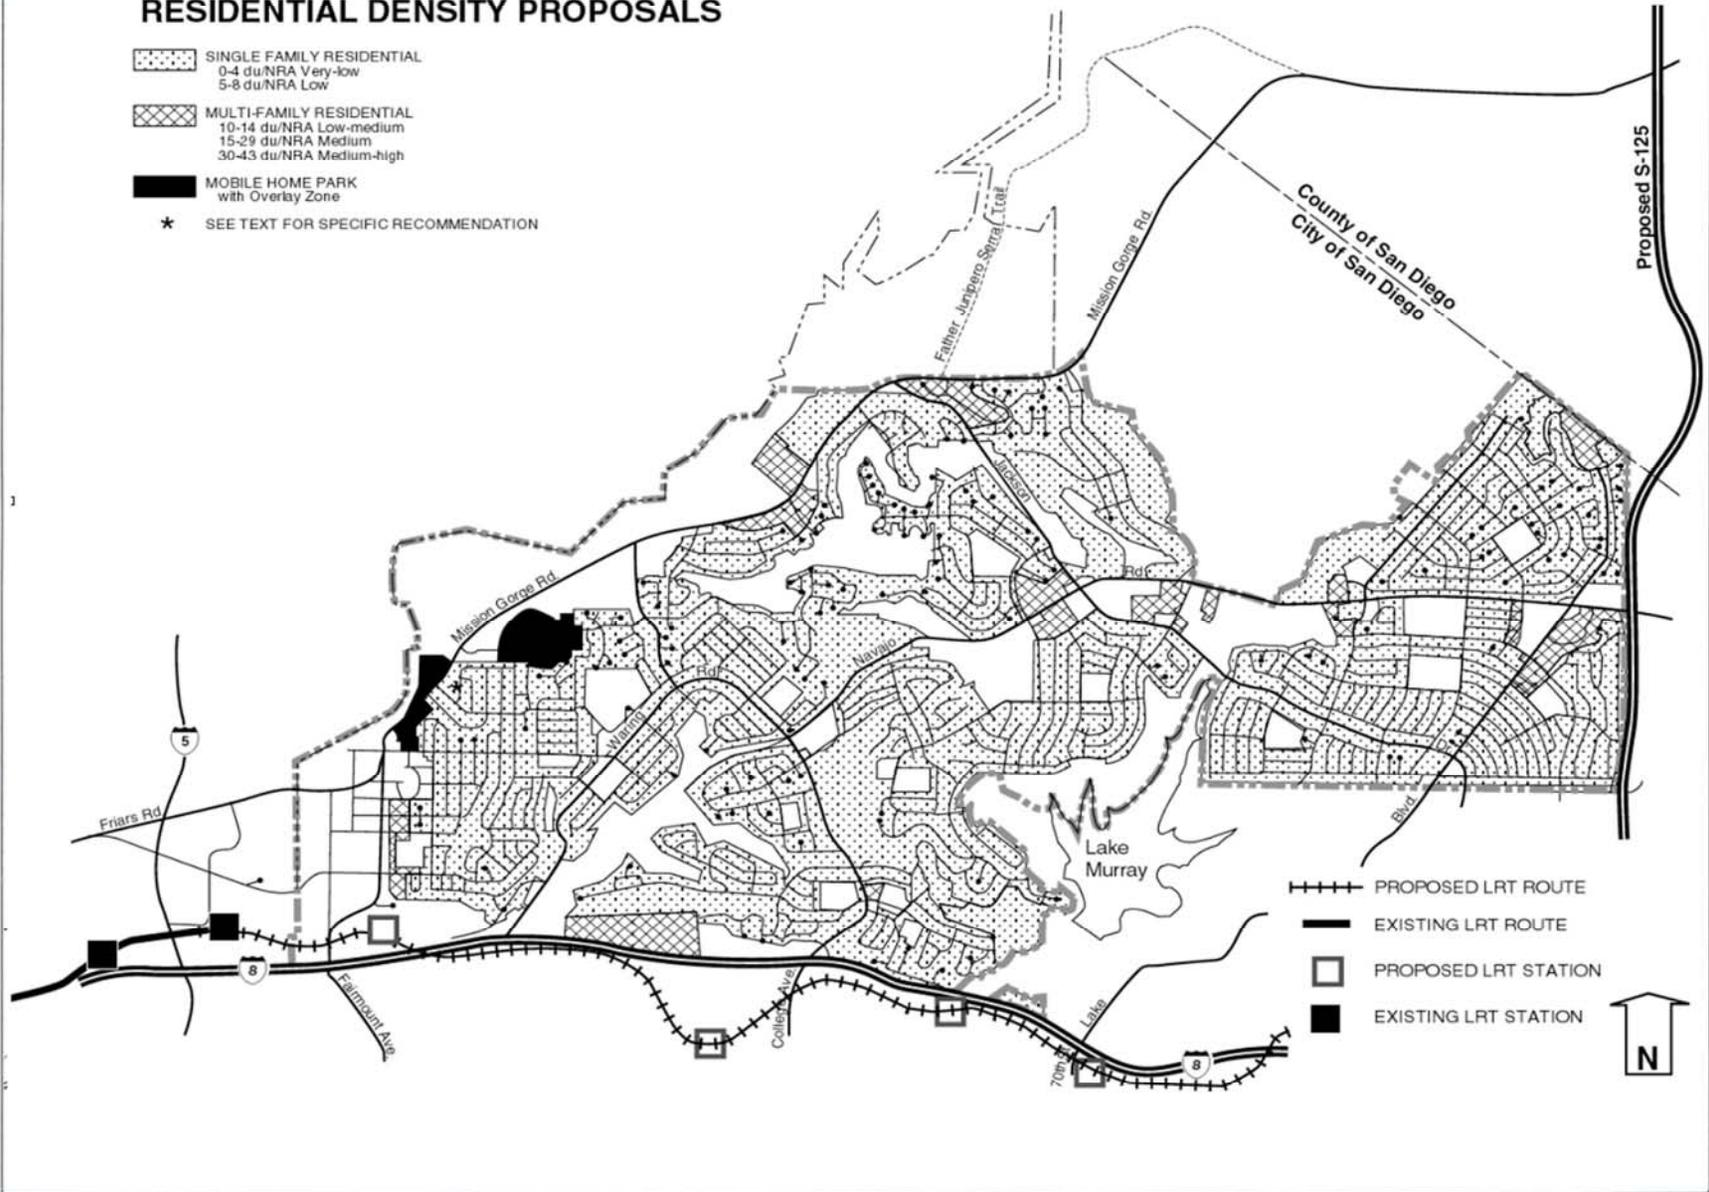 RESIDENTIAL DENSITY PROPOSALS
SINGLE FAMILY RESIDENTIAL
0-4 du/NRA Very-low
5-8 du/NRA Low
MULTI-FAMILY RESIDENTIAL
10-14 du/NRA Low-medium
15-29 du/NRA Medium
30-43 du/NRA Medium-high
MOBILE HOME PARK
with Overlay Zone
* SEE TEXT FOR SPECIFIC RECOMMENDATION
Proposed S-125
County of San Diego
City of San Diego
Father Junipero Serra Trail
Mission Gorge Rd.
Jackson
Rd.
Mission Gorge Rd.
Navajo
Rd.
Waring
*
5
Friars Rd.
Blvd.
Lake
Murray
8
Fairmount Ave.
College Ave.
Lake
70th
8
PROPOSED LRT ROUTE
EXISTING LRT ROUTE
PROPOSED LRT STATION
EXISTING LRT STATION
N